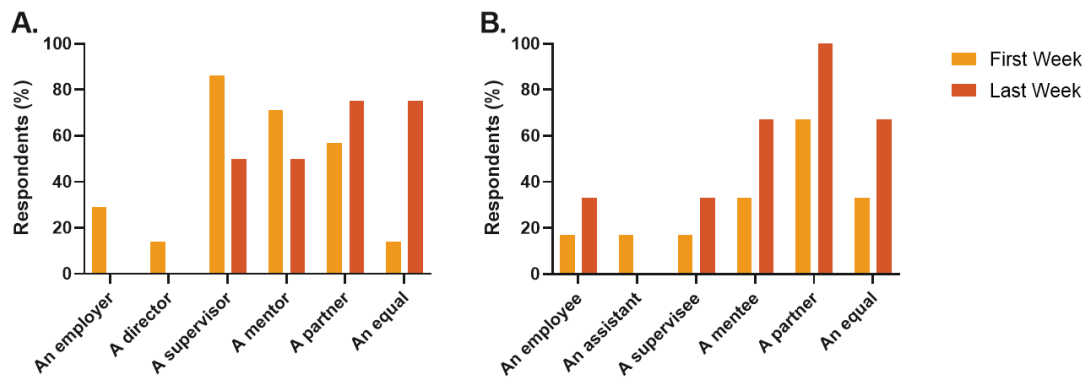 A.
Respondents (%)
100
80
60
40
20
0
An employer
A director
A supervisor
A mentor
A partner
An equal
B.
Respondents (%)
100
80
60
40
20
0
An employee
An assistant
A supervisee
A mentee
A partner
An equal
First Week
Last Week